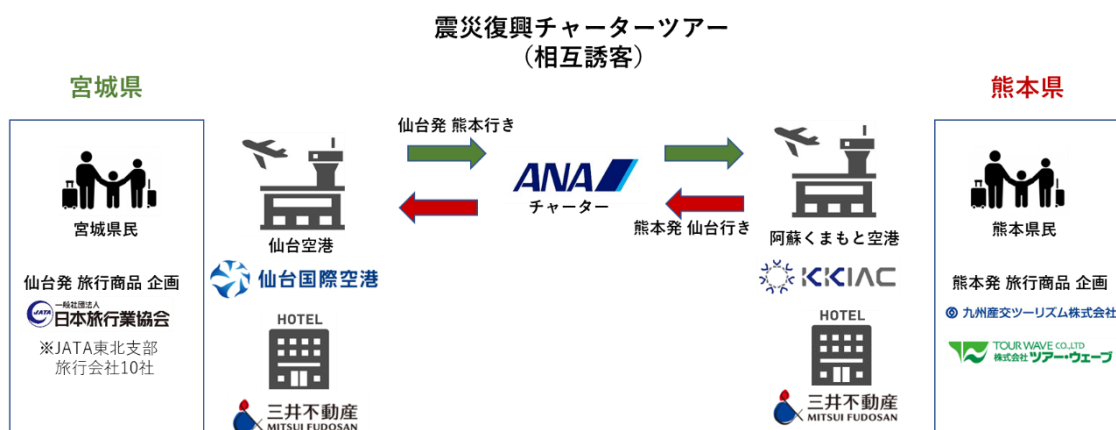 震災復興チャーターツアー
（相互誘客）
宮城県
宮城県民
仙台発 旅行商品 企画
JATA
一般社団法人
日本旅行業協会
※JATA東北支部
旅行会社10社
仙台空港
仙台国際空港
HOTEL
三井不動産
MITSUI FUDOSAN
仙台発 熊本行き
ANA
チャーター
熊本発 仙台行き
阿蘇くまもと空港
KKIAC
HOTEL
三井不動産
MITSUI FUDOSAN
熊本県
熊本県民
熊本発 旅行商品 企画
九州産交ツーリズム株式会社
TOUR WAVE CO.,LTD
株式会社 ツアー・ウェーブ